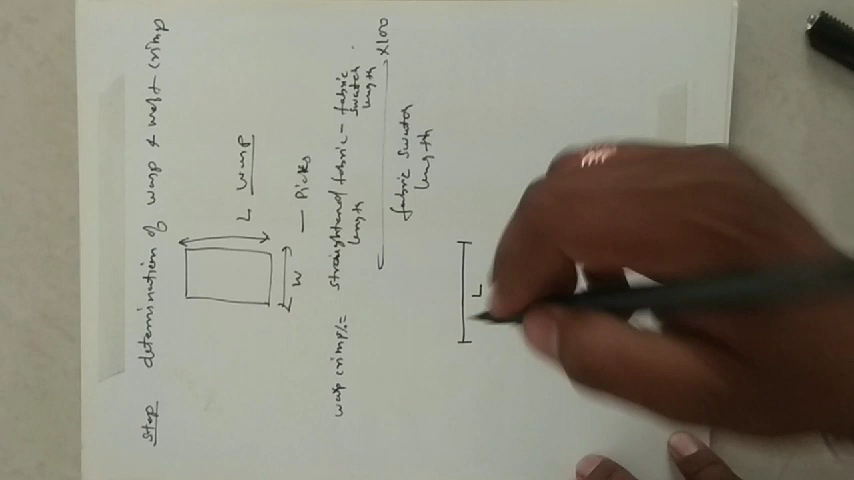 step determination of warp & weft crimp
L warp
W — Picks
warp crimp%= straightened fabric length - fabric swatch length ×100
fabric swatch length
L